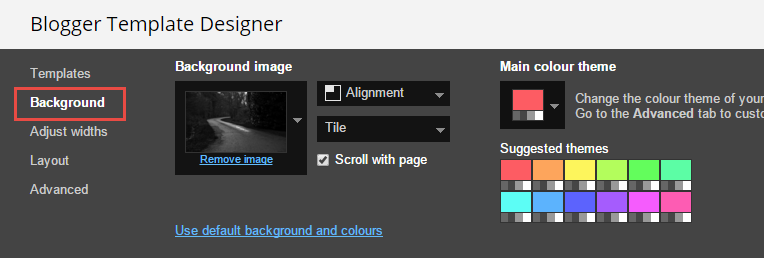 Blogger Template Designer
Templates
Background
Adjust widths
Layout
Advanced
Background image
Remove image
Alignment
Tile
Scroll with page
Use default background and colours
Main colour theme
Change the colour theme of your
Go to the Advanced tab to custo
Suggested themes